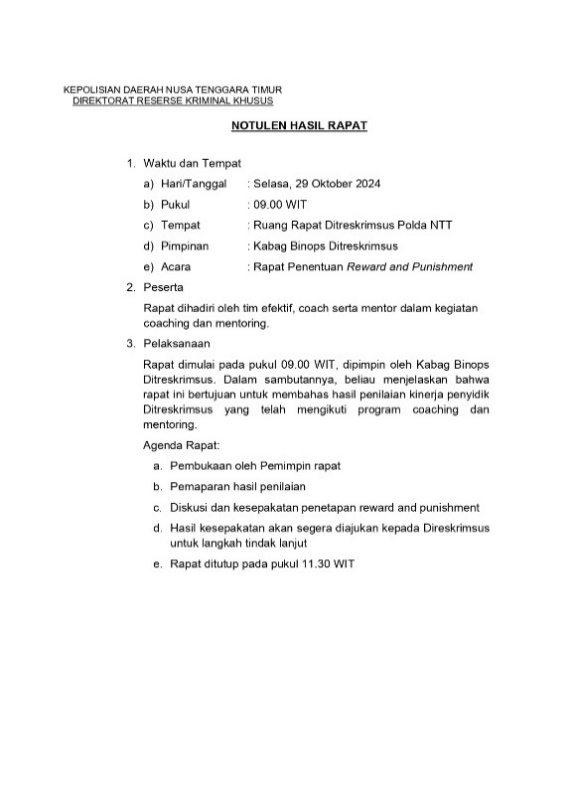 KEPOLISIAN DAERAH NUSA TENGGARA TIMUR
DIREKTORAT RESERSE KRIMINAL KHUSUS
NOTULEN HASIL RAPAT
1. Waktu dan Tempat
a) Hari/Tanggal : Selasa, 29 Oktober 2024
b) Pukul : 09.00 WIT
c) Tempat : Ruang Rapat Ditreskrimsus Polda NTT
d) Pimpinan : Kabag Binops Ditreskrimsus
e) Acara : Rapat Penentuan Reward and Punishment
2. Peserta
Rapat dihadiri oleh tim efektif, coach serta mentor dalam kegiatan
coaching dan mentoring.
3. Pelaksanaan
Rapat dimulai pada pukul 09.00 WIT, dipimpin oleh Kabag Binops
Ditreskrimsus. Dalam sambutannya, beliau menjelaskan bahwa
rapat ini bertujuan untuk membahas hasil penilaian kinerja penyidik
Ditreskrimsus yang telah mengikuti program coaching dan
mentoring.
Agenda Rapat:
a. Pembukaan oleh Pemimpin rapat
b. Pemaparan hasil penilaian
c. Diskusi dan kesepakatan penetapan reward and punishment
d. Hasil kesepakatan akan segera diajukan kepada Direskrimsus
untuk langkah tindak lanjut
e. Rapat ditutup pada pukul 11.30 WIT